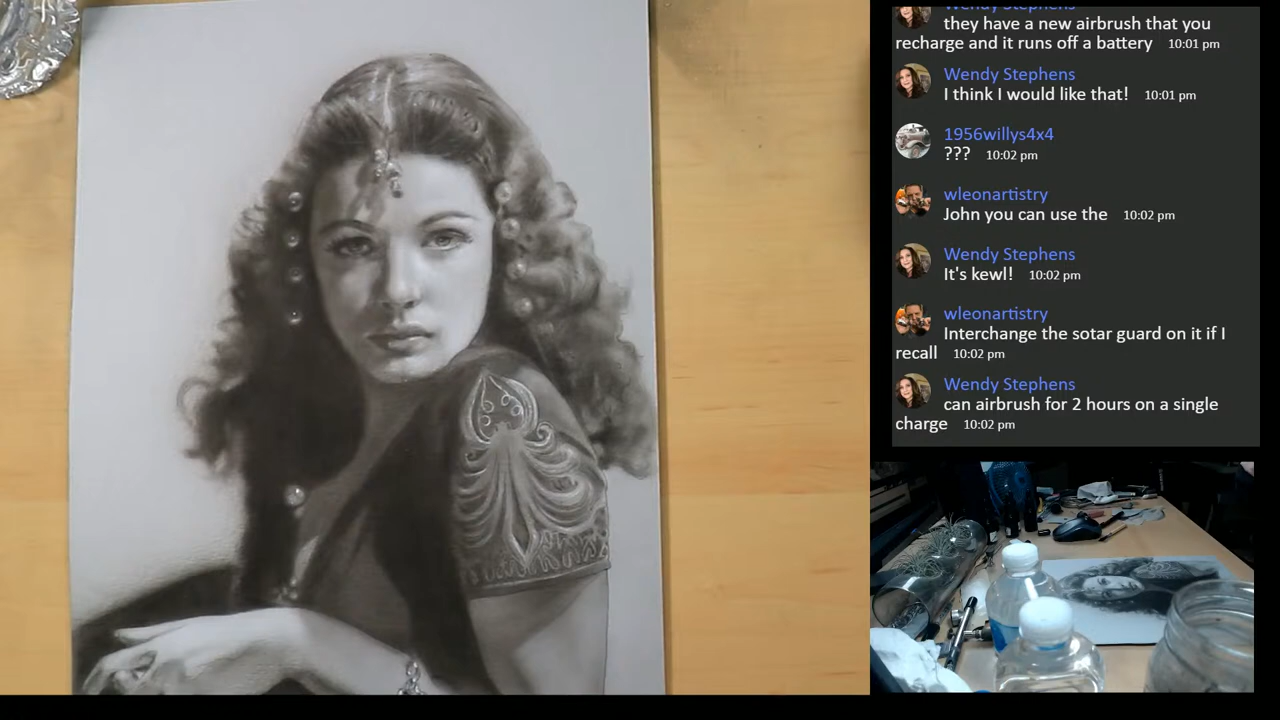 Wendy Stephens
they have a new airbrush that you
recharge and it runs off a battery 10:01 pm
Wendy Stephens
I think I would like that! 10:01 pm
1956willys4x4
??? 10:02 pm
wleonartistry
John you can use the 10:02 pm
Wendy Stephens
It's kewl! 10:02 pm
wleonartistry
Interchange the sotar guard on it if I
recall 10:02 pm
Wendy Stephens
can airbrush for 2 hours on a single
charge 10:02 pm